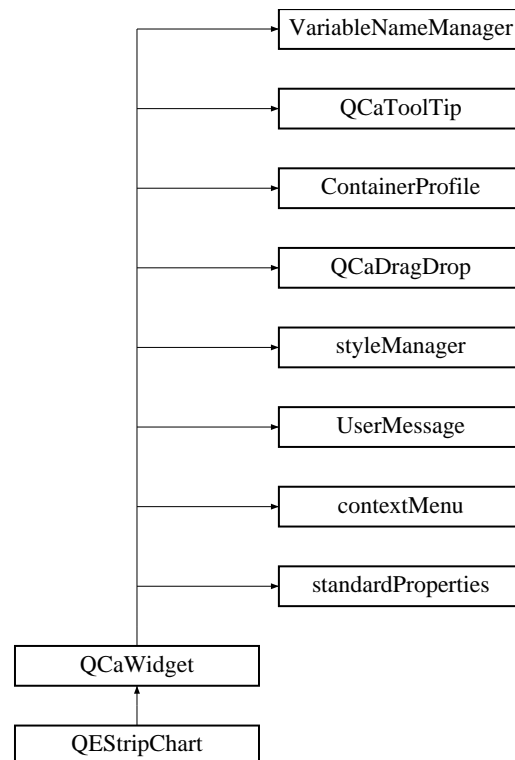 VariableNameManager
QCaToolTip
ContainerProfile
QCaDragDrop
styleManager
UserMessage
contextMenu
standardProperties
QCaWidget
QEStripChart